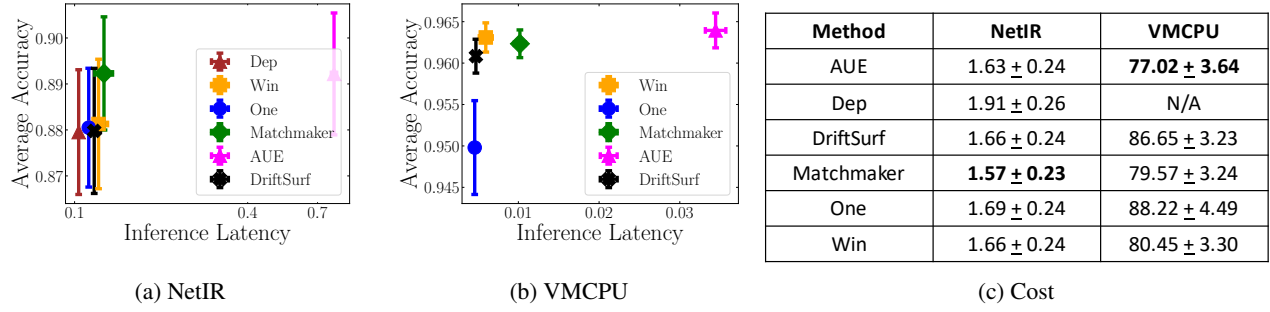 0.90
0.89
0.88
0.87
Average Accuracy
Dep
Win
One
Matchmaker
AUE
DriftSurf
0.1
0.4
0.7
Inference Latency
(a) NetIR
0.965
0.960
0.955
0.950
0.945
Average Accuracy
Win
One
Matchmaker
AUE
DriftSurf
0.01
0.02
0.03
Inference Latency
(b) VMCPU
Method NetIR VMCPU
AUE 1.63 ± 0.24 77.02 ± 3.64
Dep 1.91 ± 0.26 N/A
DriftSurf 1.66 ± 0.24 86.65 ± 3.23
Matchmaker 1.57 ± 0.23 79.57 ± 3.24
One 1.69 ± 0.24 88.22 ± 4.49
Win 1.66 ± 0.24 80.45 ± 3.30
(c) Cost